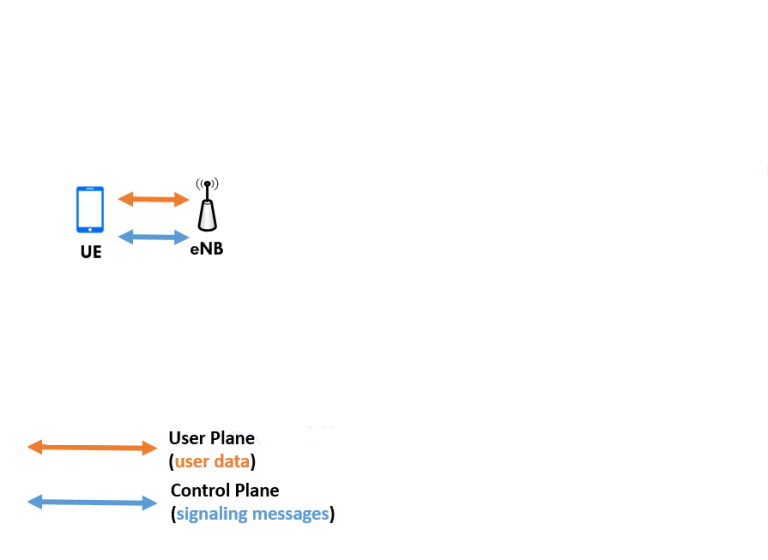 UE
eNB
User Plane
(user data)
Control Plane
(signaling messages)